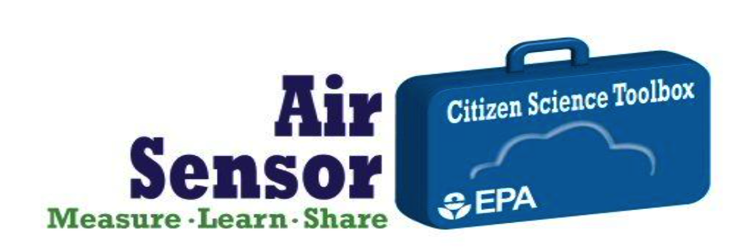 Air
Sensor
Measure · Learn · Share
Citizen Science Toolbox
EPA